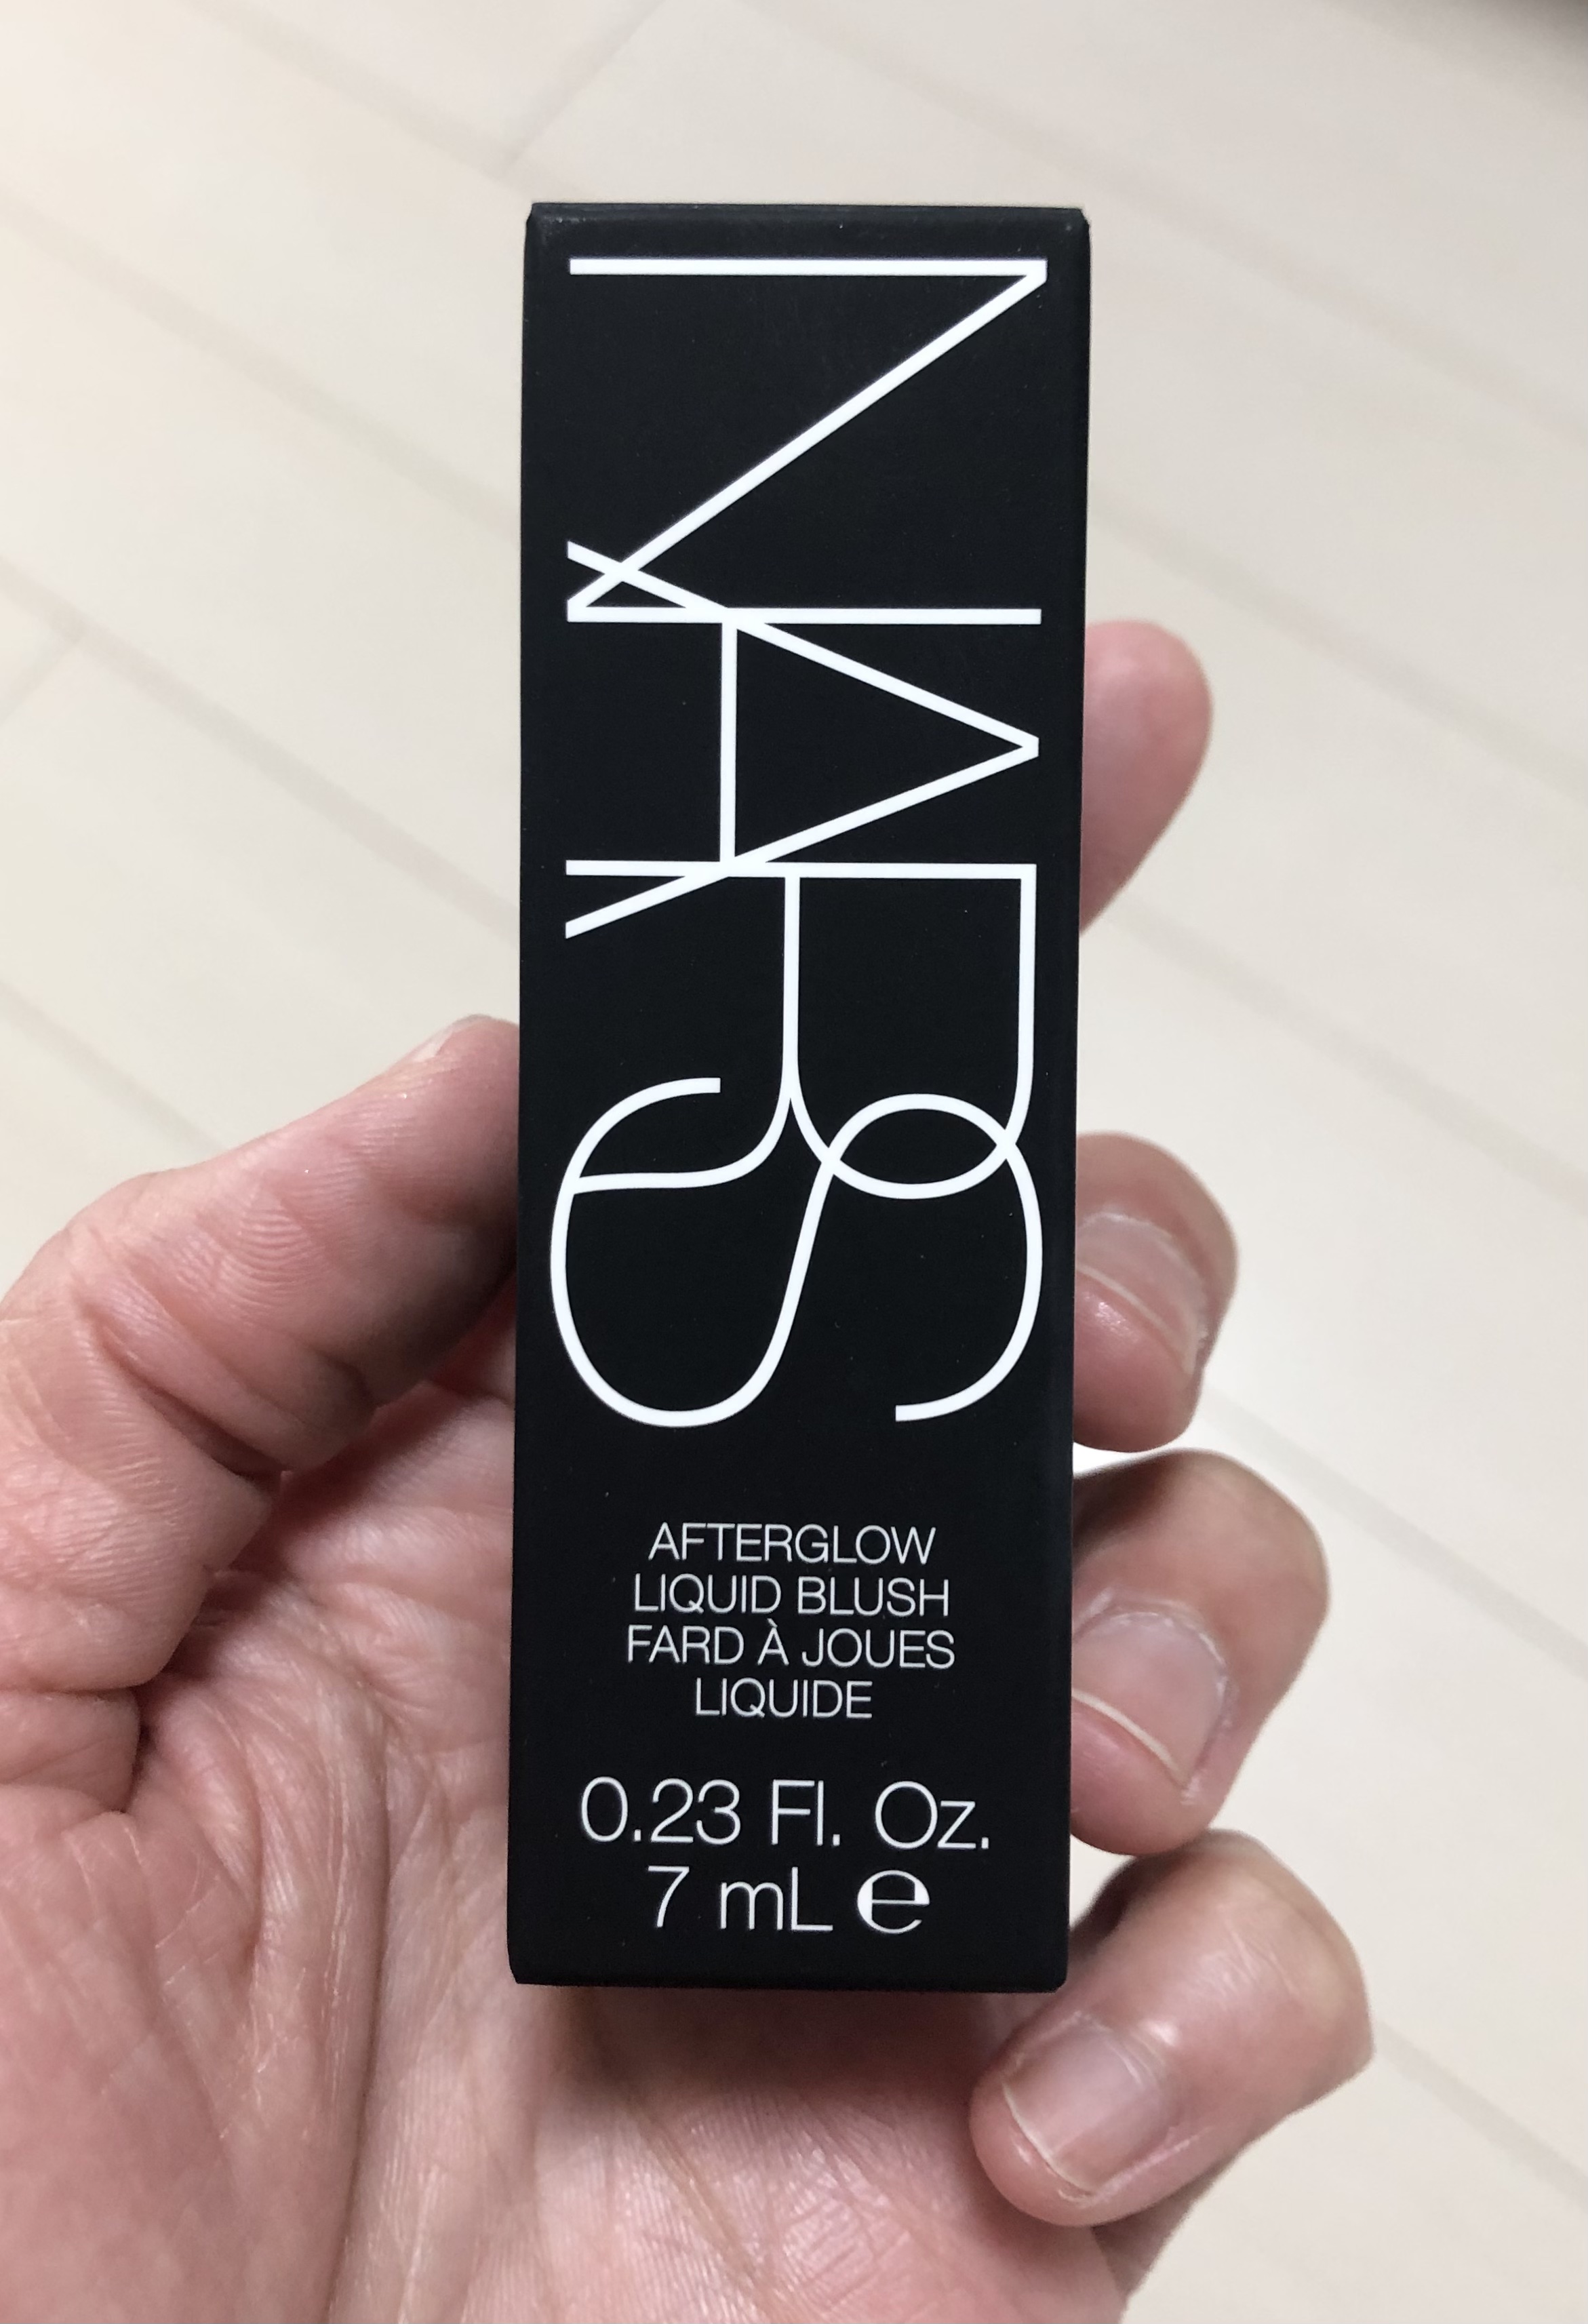 NARS
AFTERGLOW
LIQUID BLUSH
FARD À JOUES
LIQUIDE
0.23 Fl. Oz.
7 mL ℮